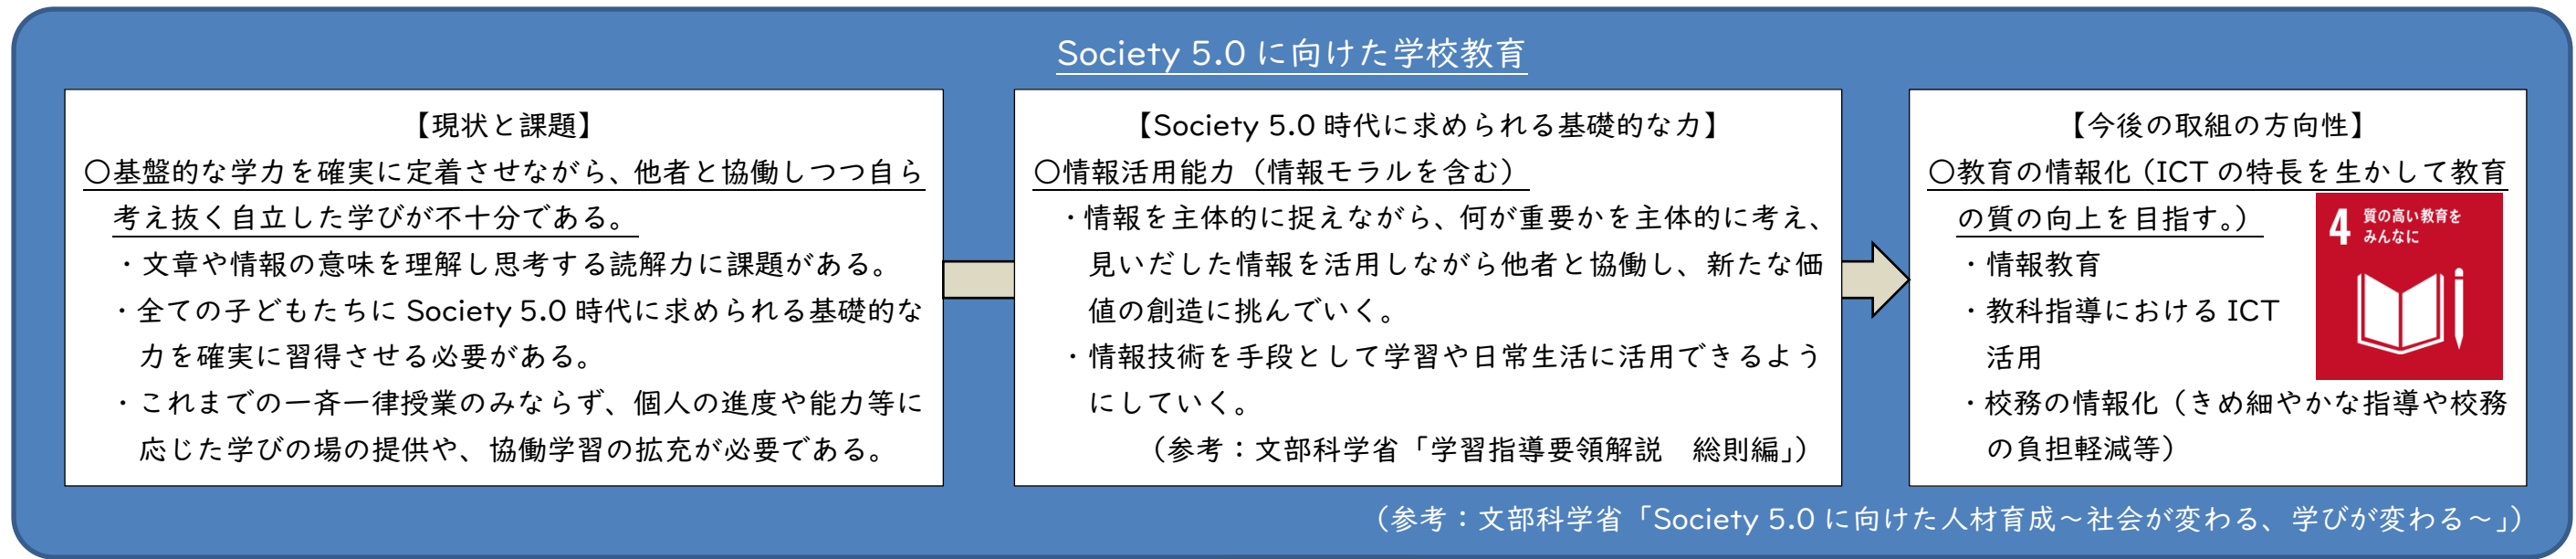 Society 5.0 に向けた学校教育
【現状と課題】
〇基盤的な学力を確実に定着させながら、他者と協働しつつ自ら
考え抜く自立した学びが不十分である。
・文章や情報の意味を理解し思考する読解力に課題がある。
・全ての子どもたちに Society 5.0 時代に求められる基礎的な
力を確実に習得させる必要がある。
・これまでの一斉一律授業のみならず、個人の進度や能力等に
応じた学びの場の提供や、協働学習の拡充が必要である。
【Society 5.0 時代に求められる基礎的な力】
〇情報活用能力（情報モラルを含む）
・情報を主体的に捉えながら、何が重要かを主体的に考え、
見いだした情報を活用しながら他者と協働し、新たな価
値の創造に挑んでいく。
・情報技術を手段として学習や日常生活に活用できるよう
にしていく。
（参考：文部科学省「学習指導要領解説　総則編」）
【今後の取組の方向性】
〇教育の情報化（ICT の特長を生かして教育
の質の向上を目指す。）
・情報教育
・教科指導における ICT
活用
・校務の情報化（きめ細やかな指導や校務
の負担軽減等）
4 質の高い教育を
みんなに
（参考：文部科学省「Society 5.0 に向けた人材育成～社会が変わる、学びが変わる～」）